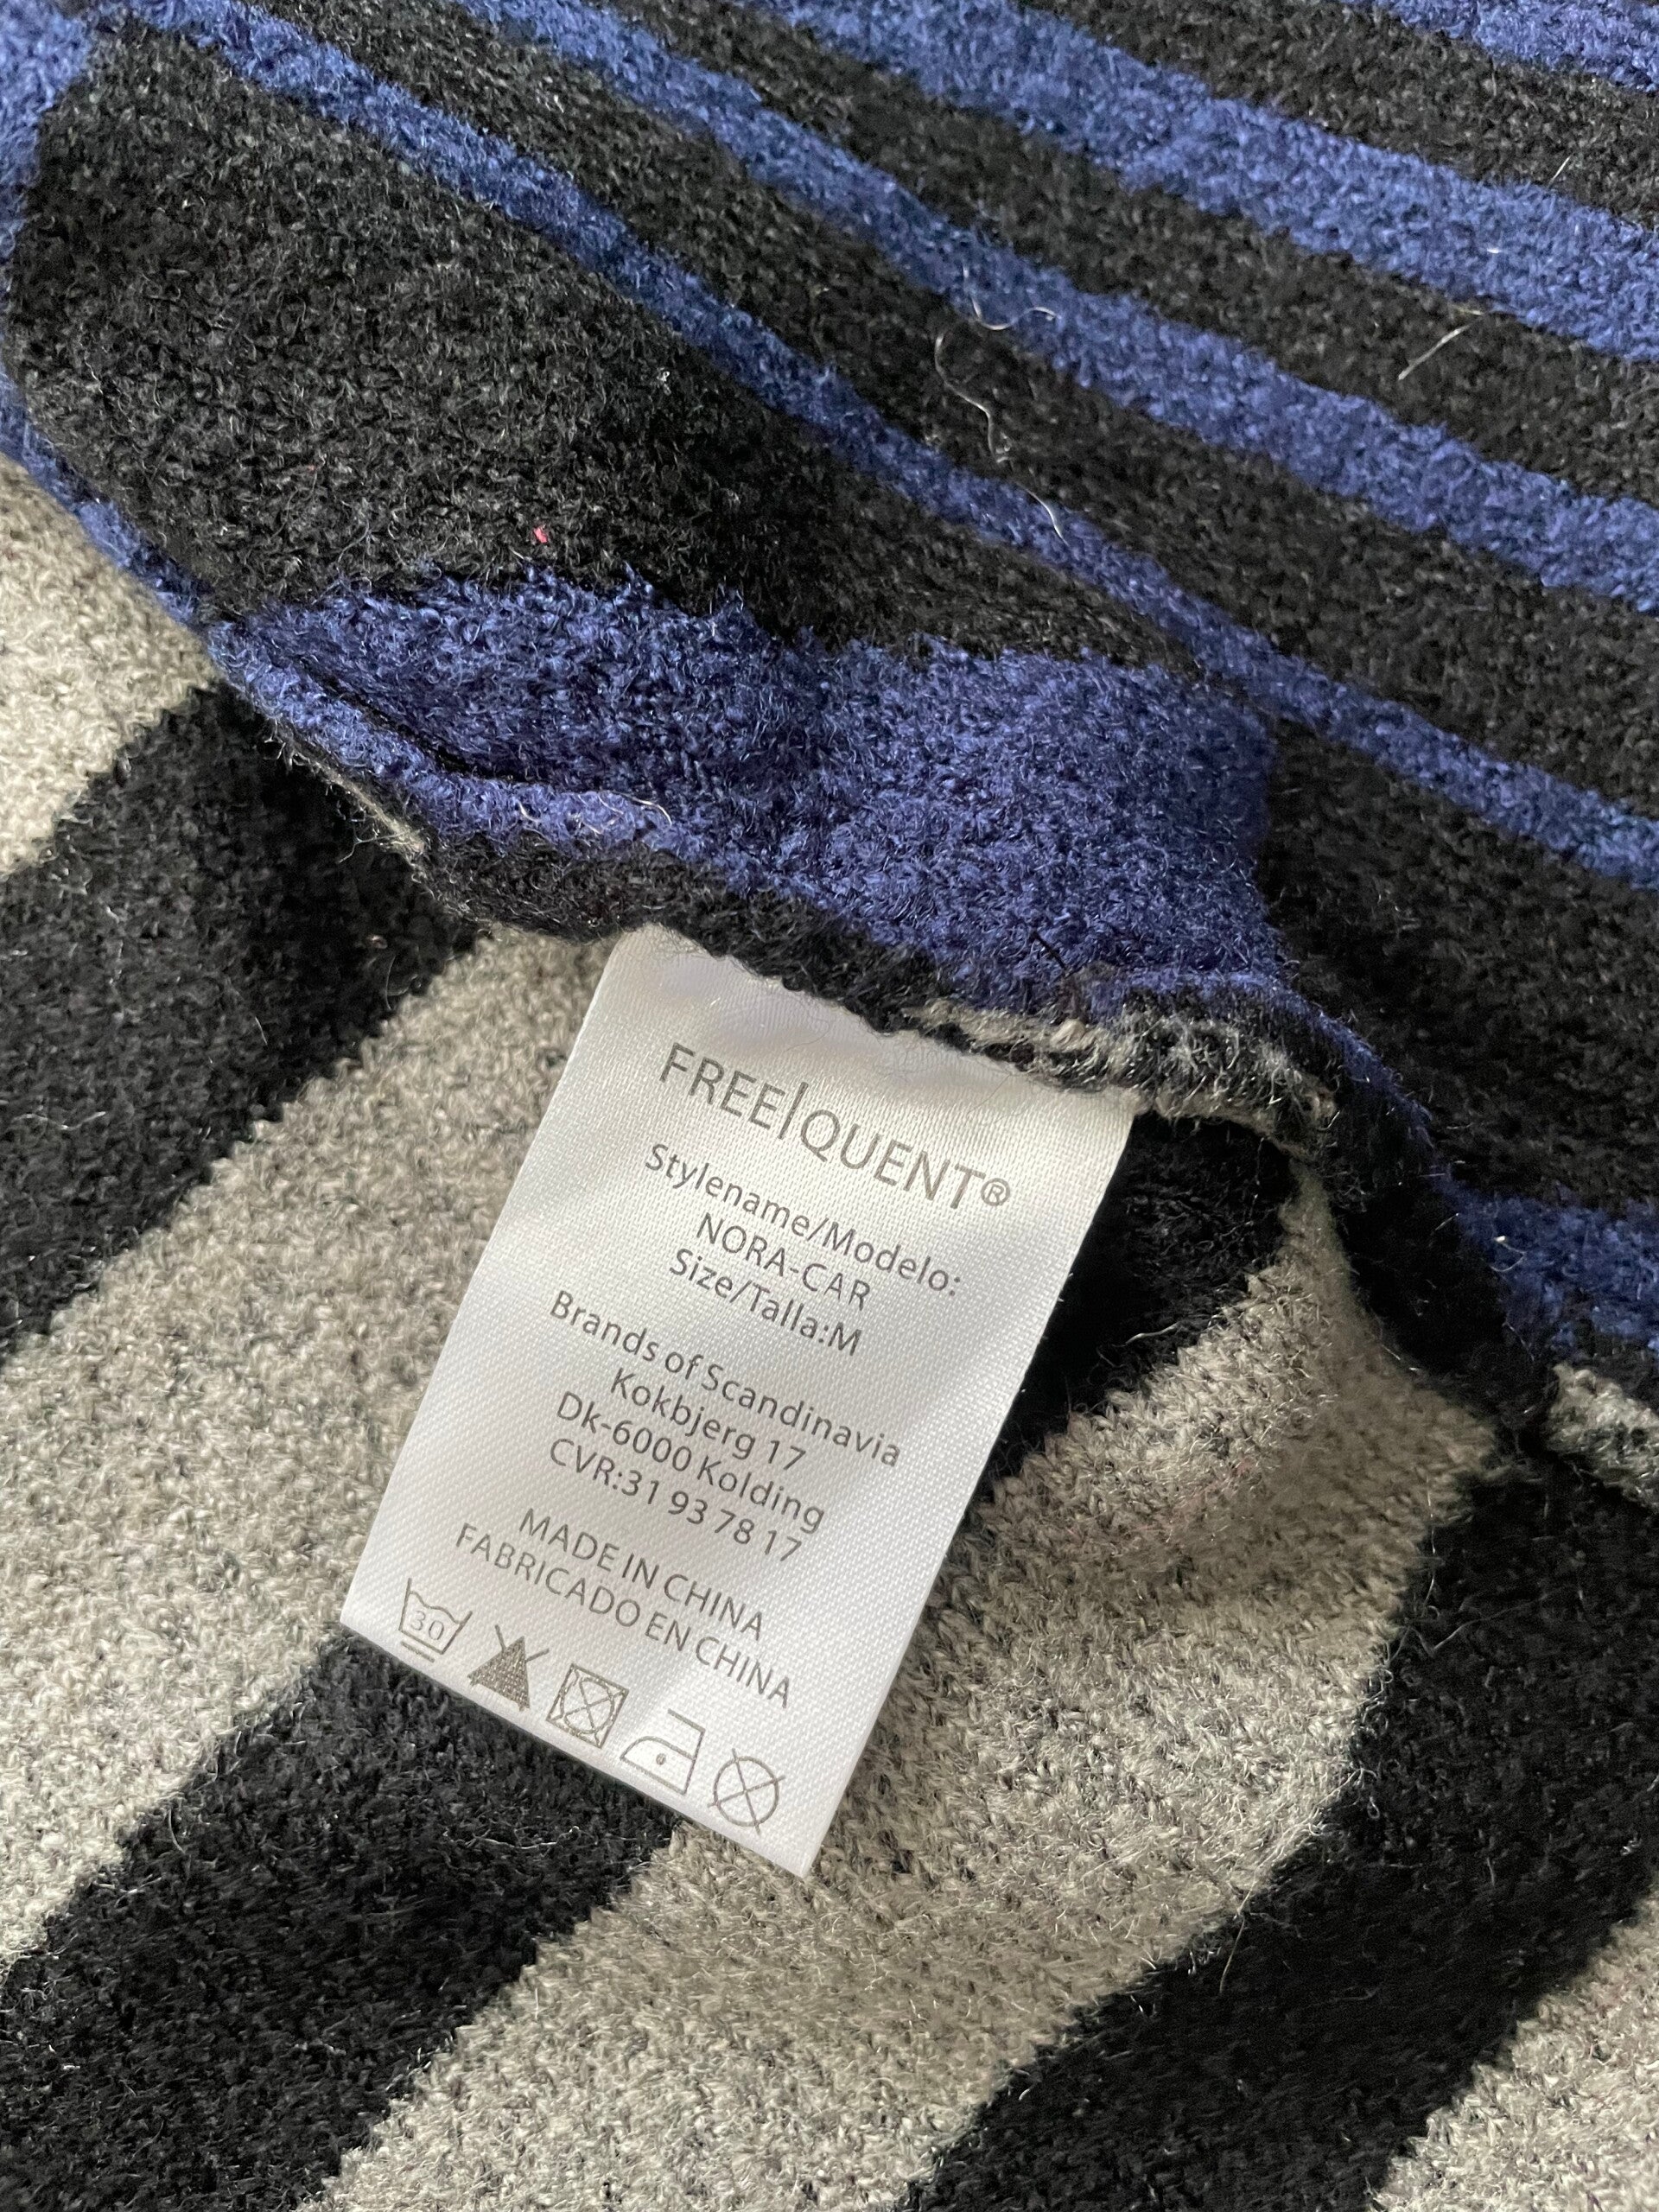 FREE|QUENT®
Stylename/Modelo:
NORA-CAR
Size/Talla:M
Brands of Scandinavia
Kokbjerg 17
Dk-6000 Kolding
CVR:31 93 78 17
MADE IN CHINA
FABRICADO EN CHINA
30